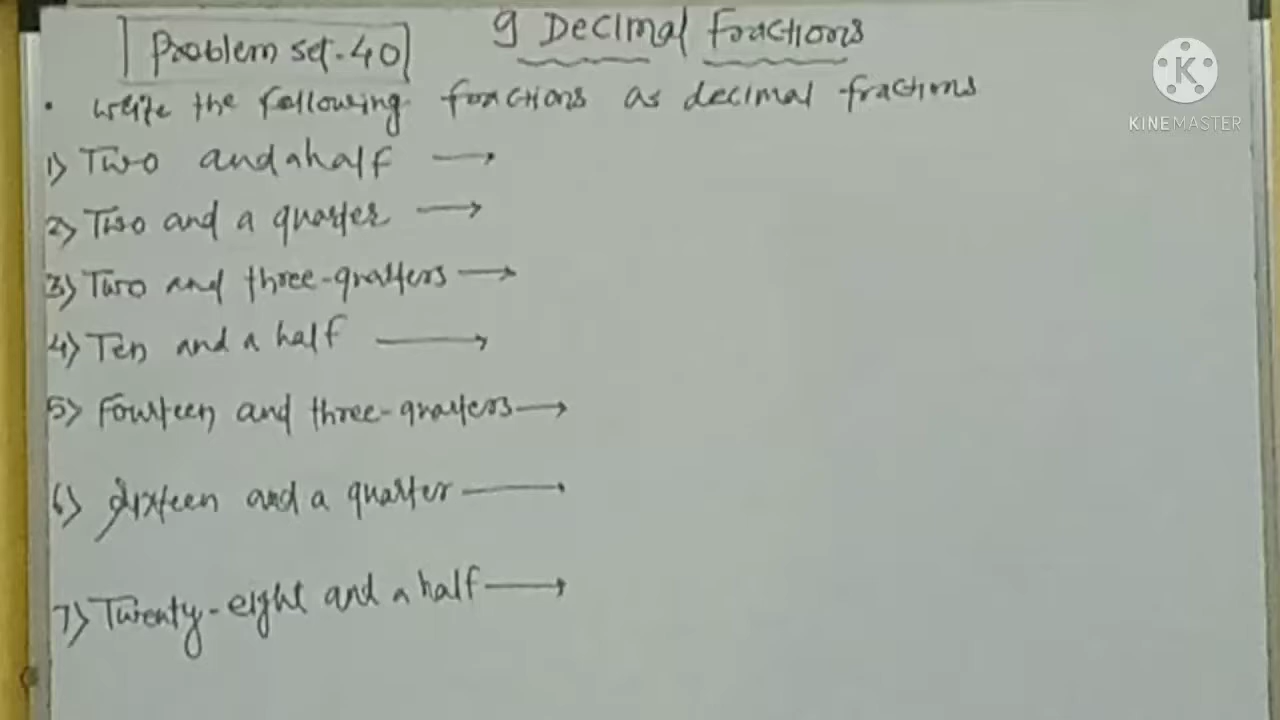 Problem set-40
9 Decimal fractions
K
KINEMASTER
• write the following fractions as decimal fractions
1) Two and a half →
2) Two and a quarter →
3) Two and three-quatters →
4) Ten and a half →
5) Fourteen and three-quaters →
6) Sixteen and a quarter →
7) Twenty-eight and a half →